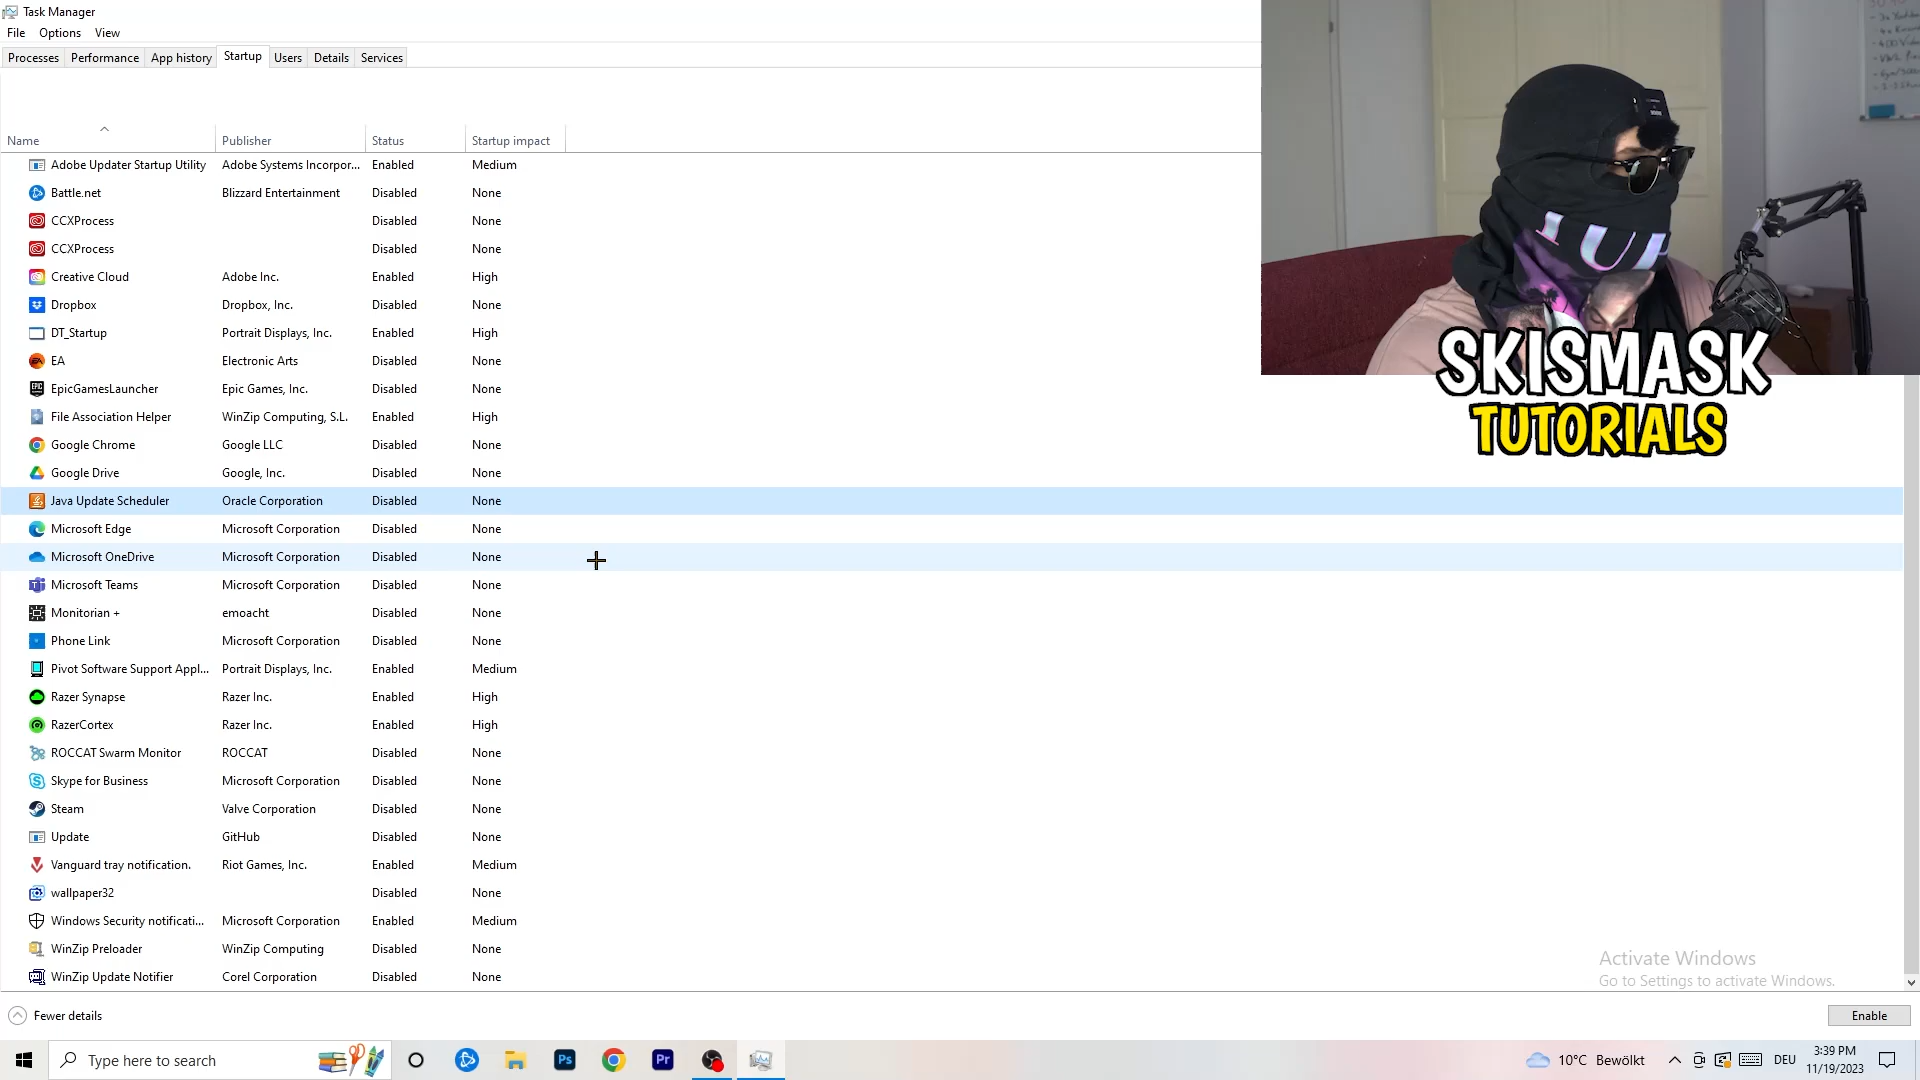 Task Manager
File Options View
Processes Performance App history Startup Users Details Services
Name Publisher Status Startup impact
Adobe Updater Startup Utility Adobe Systems Incorpor... Enabled Medium
Battle.net Blizzard Entertainment Disabled None
CCXProcess Disabled None
CCXProcess Disabled None
Creative Cloud Adobe Inc. Enabled High
Dropbox Dropbox, Inc. Disabled None
DT_Startup Portrait Displays, Inc. Enabled High
EA Electronic Arts Disabled None
EpicGamesLauncher Epic Games, Inc. Disabled None
File Association Helper WinZip Computing, S.L. Enabled High
Google Chrome Google LLC Disabled None
Google Drive Google, Inc. Disabled None
Java Update Scheduler Oracle Corporation Disabled None
Microsoft Edge Microsoft Corporation Disabled None
Microsoft OneDrive Microsoft Corporation Disabled None
Microsoft Teams Microsoft Corporation Disabled None
Monitorian + emoacht Disabled None
Phone Link Microsoft Corporation Disabled None
Pivot Software Support Appl... Portrait Displays, Inc. Enabled Medium
Razer Synapse Razer Inc. Enabled High
RazerCortex Razer Inc. Enabled High
ROCCAT Swarm Monitor ROCCAT Disabled None
Skype for Business Microsoft Corporation Disabled None
Steam Valve Corporation Disabled None
Update GitHub Disabled None
Vanguard tray notification. Riot Games, Inc. Enabled Medium
wallpaper32 Disabled None
Windows Security notificati... Microsoft Corporation Enabled Medium
WinZip Preloader WinZip Computing Disabled None
WinZip Update Notifier Corel Corporation Disabled None
SKISMASK
TUTORIALS
Activate Windows
Go to Settings to activate Windows.
Fewer details
Enable
Type here to search
Ps
Pr
10°C Bewölkt
DEU
3:39 PM
11/19/2023